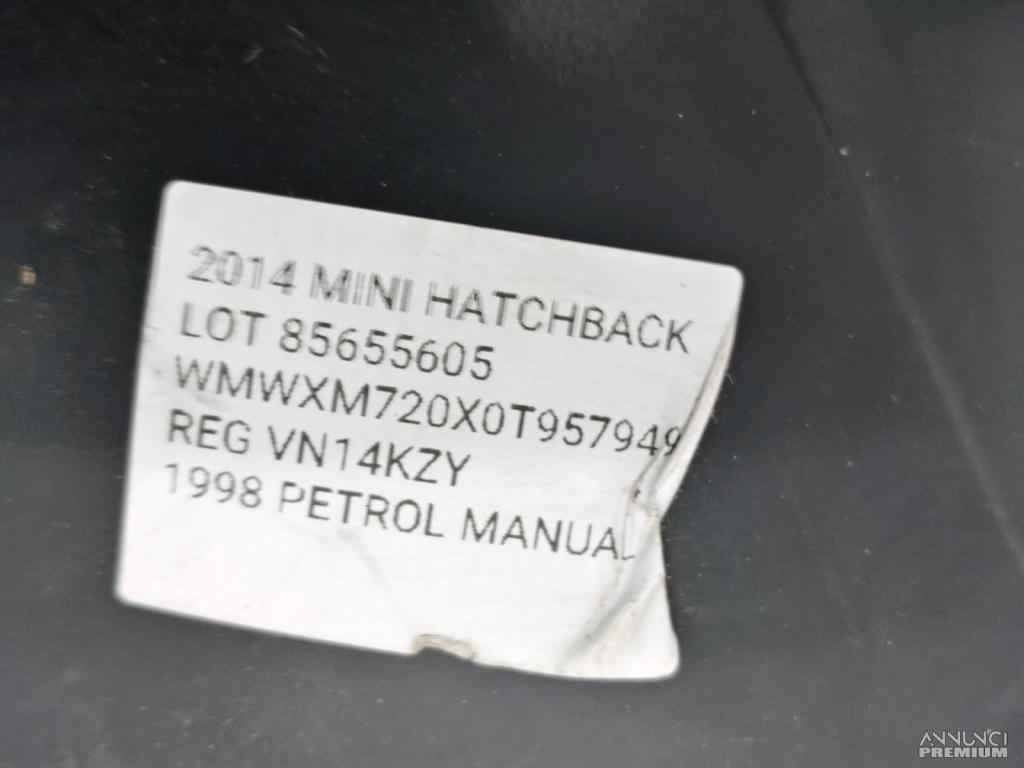 2014 MINI HATCHBACK
LOT 85655605
WMWXM720X0T957949
REG VN14KZY
1998 PETROL MANUAL
ANNUNCI
PREMIUM